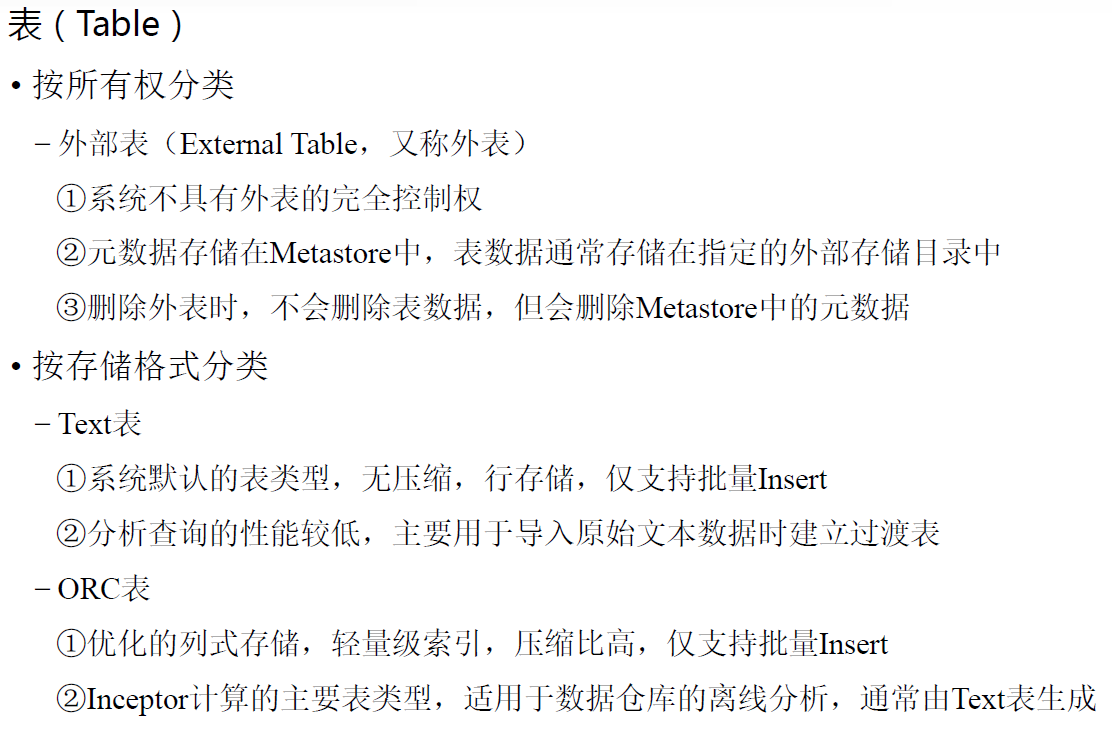 表（Table）
• 按所有权分类
– 外部表（External Table，又称外表）
①系统不具有外表的完全控制权
②元数据存储在Metastore中，表数据通常存储在指定的外部存储目录中
③删除外表时，不会删除表数据，但会删除Metastore中的元数据
• 按存储格式分类
– Text表
①系统默认的表类型，无压缩，行存储，仅支持批量Insert
②分析查询的性能较低，主要用于导入原始文本数据时建立过渡表
– ORC表
①优化的列式存储，轻量级索引，压缩比高，仅支持批量Insert
②Inceptor计算的主要表类型，适用于数据仓库的离线分析，通常由Text表生成